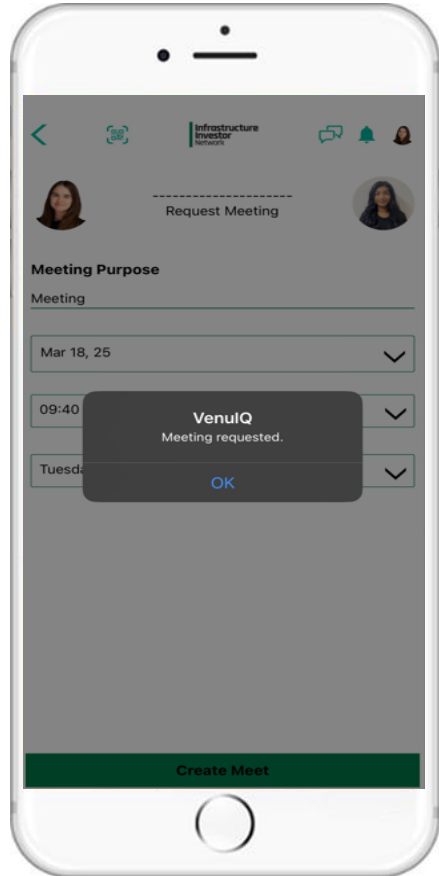 Infrastructure
Investor
Network
Request Meeting
Meeting Purpose
Meeting
Mar 18, 25
09:40
Tuesda
VenuIQ
Meeting requested.
OK
Create Meet